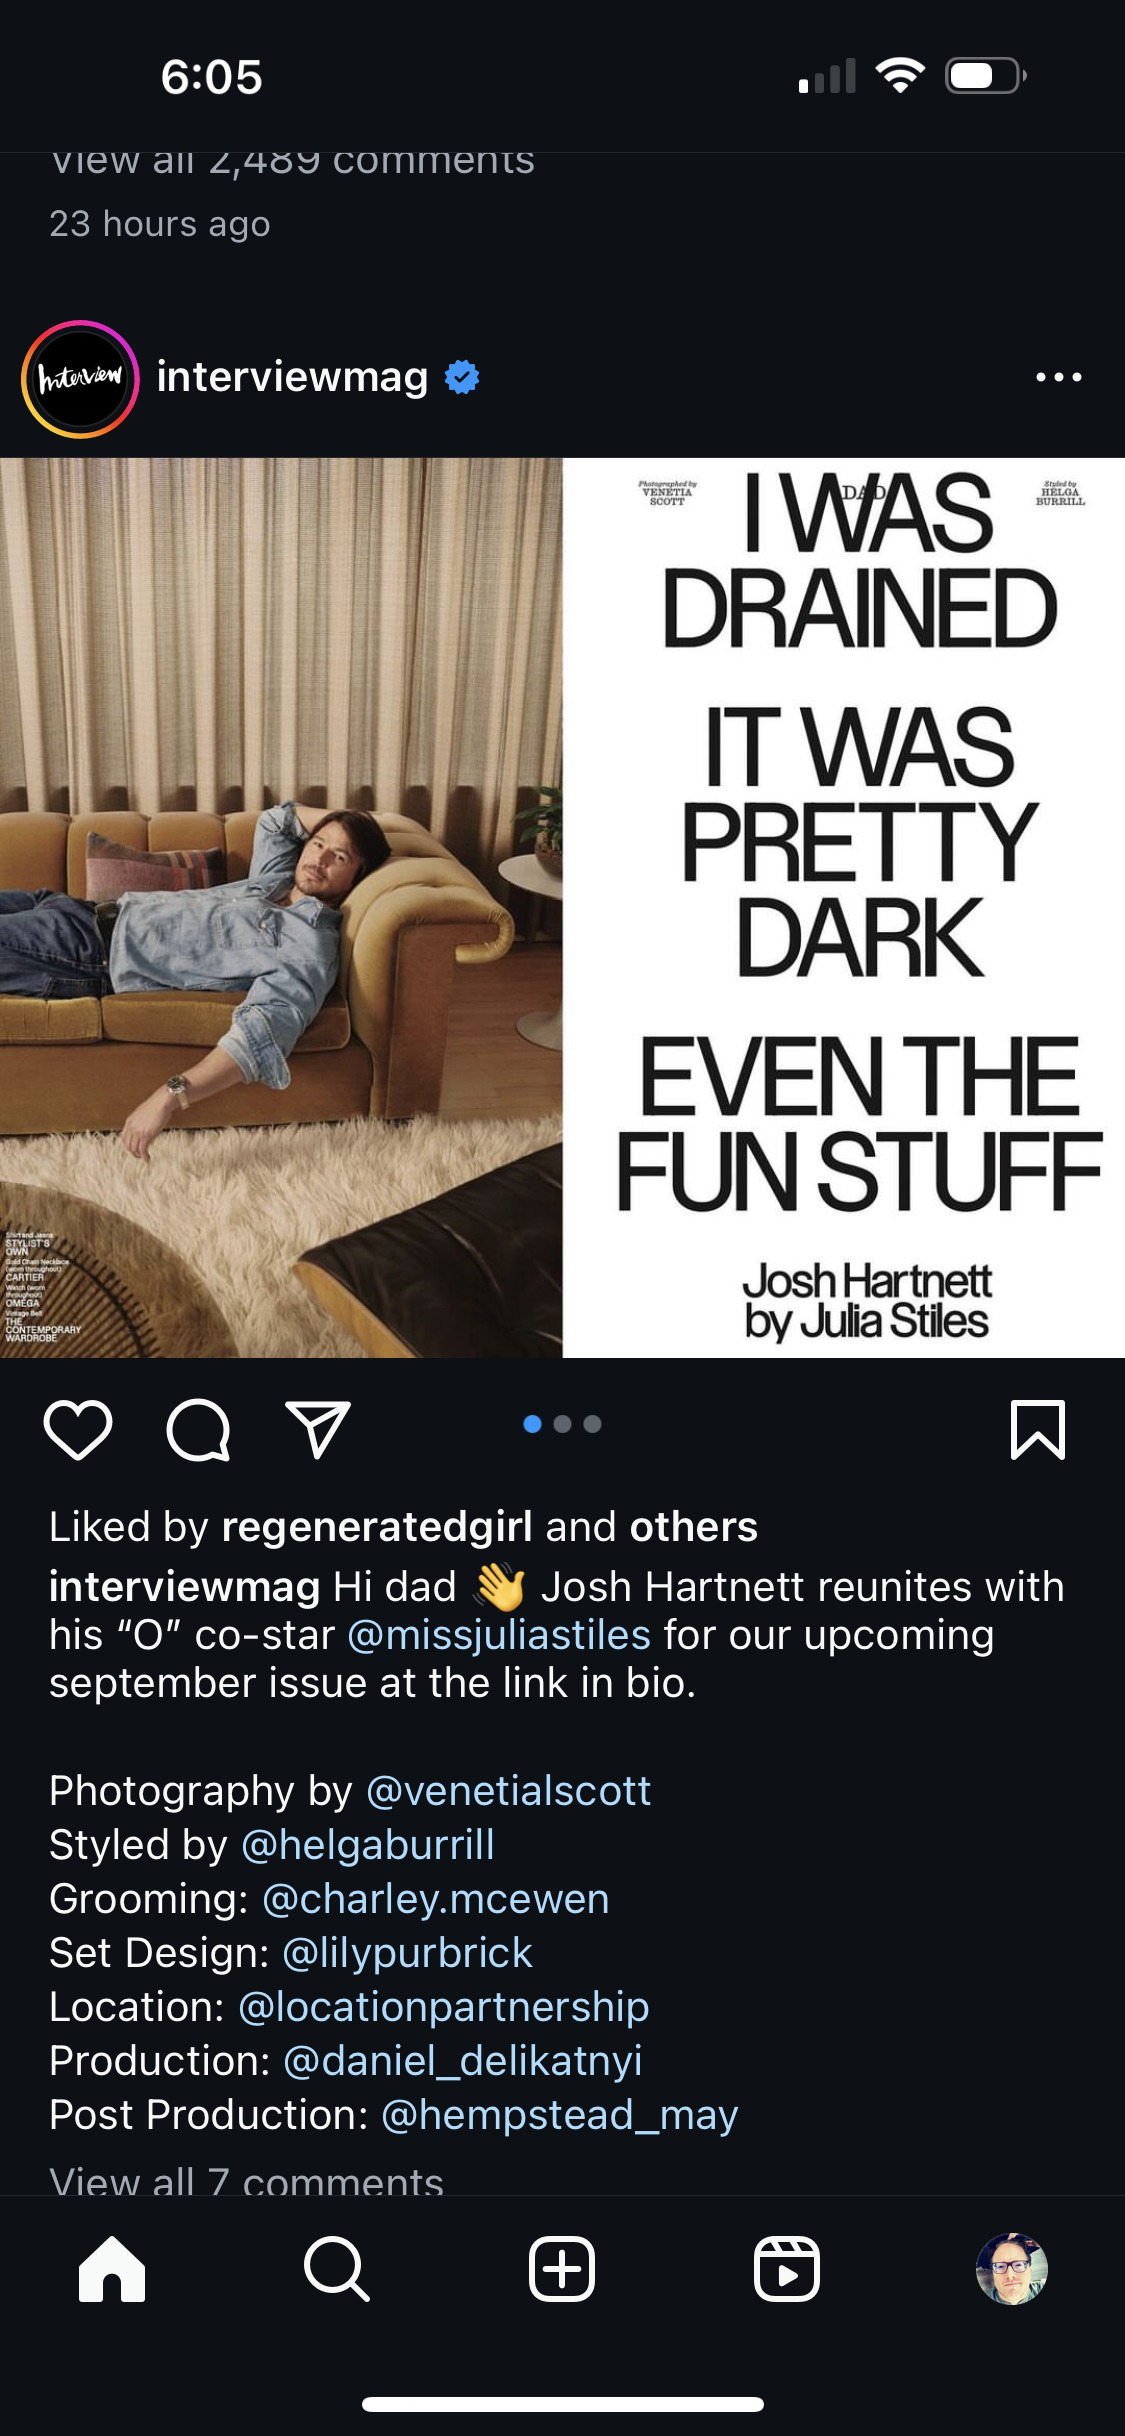 6:05
View all 2,489 comments
23 hours ago
Interview
interviewmag
Photographed by
VENETIA
SCOTT
DAD
Styled by
HELGA
BURRILL
I WAS
DRAINED
IT WAS
PRETTY
DARK
EVEN THE
FUN STUFF
Josh Hartnett
by Julia Stiles
Shirt and Jeans
STYLIST'S
OWN
Gold Chain Necklace
(worn throughout)
CARTIER
Watch (worn
throughout)
OMEGA
Vintage Belt
THE
CONTEMPORARY
WARDROBE
Liked by regeneratedgirl and others
interviewmag Hi dad 👋 Josh Hartnett reunites with
his “O” co-star @missjuliastiles for our upcoming
september issue at the link in bio.
Photography by @venetialscott
Styled by @helgaburrill
Grooming: @charley.mcewen
Set Design: @lilypurbrick
Location: @locationpartnership
Production: @daniel_delikatnyi
Post Production: @hempstead_may
View all 7 comments